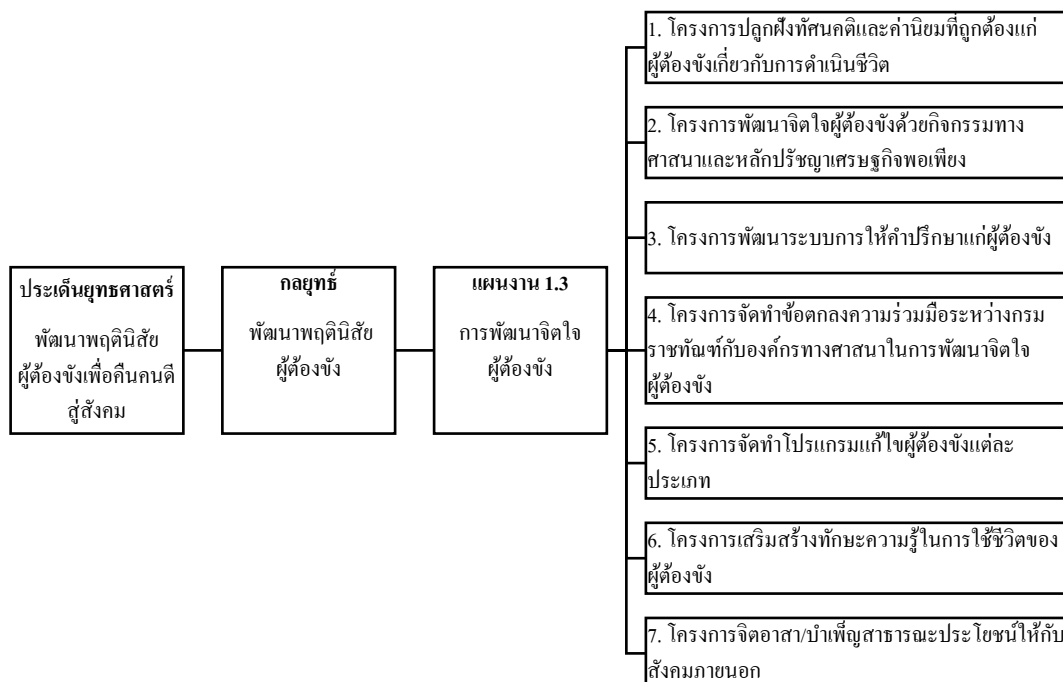 ประเด็นยุทธศาสตร์
พัฒนาพฤตินิสัย
ผู้ต้องขังเพื่อคืนคนดี
สู่สังคม
กลยุทธ์
พัฒนาพฤตินิสัย
ผู้ต้องขัง
แผนงาน 1.3
การพัฒนาจิตใจ
ผู้ต้องขัง
1. โครงการปลูกฝังทัศนคติและค่านิยมที่ถูกต้องแก่
ผู้ต้องขังเกี่ยวกับการดำเนินชีวิต
2. โครงการพัฒนาจิตใจผู้ต้องขังด้วยกิจกรรมทาง
ศาสนาและหลักปรัชญาเศรษฐกิจพอเพียง
3. โครงการพัฒนาระบบการให้คำปรึกษาแก่ผู้ต้องขัง
4. โครงการจัดทำข้อตกลงความร่วมมือระหว่างกรม
ราชทัณฑ์กับองค์กรทางศาสนาในการพัฒนาจิตใจ
ผู้ต้องขัง
5. โครงการจัดทำโปรแกรมแก้ไขผู้ต้องขังแต่ละ
ประเภท
6. โครงการเสริมสร้างทักษะความรู้ในการใช้ชีวิตของ
ผู้ต้องขัง
7. โครงการจิตอาสา/บำเพ็ญสาธารณะประโยชน์ให้กับ
สังคมภายนอก